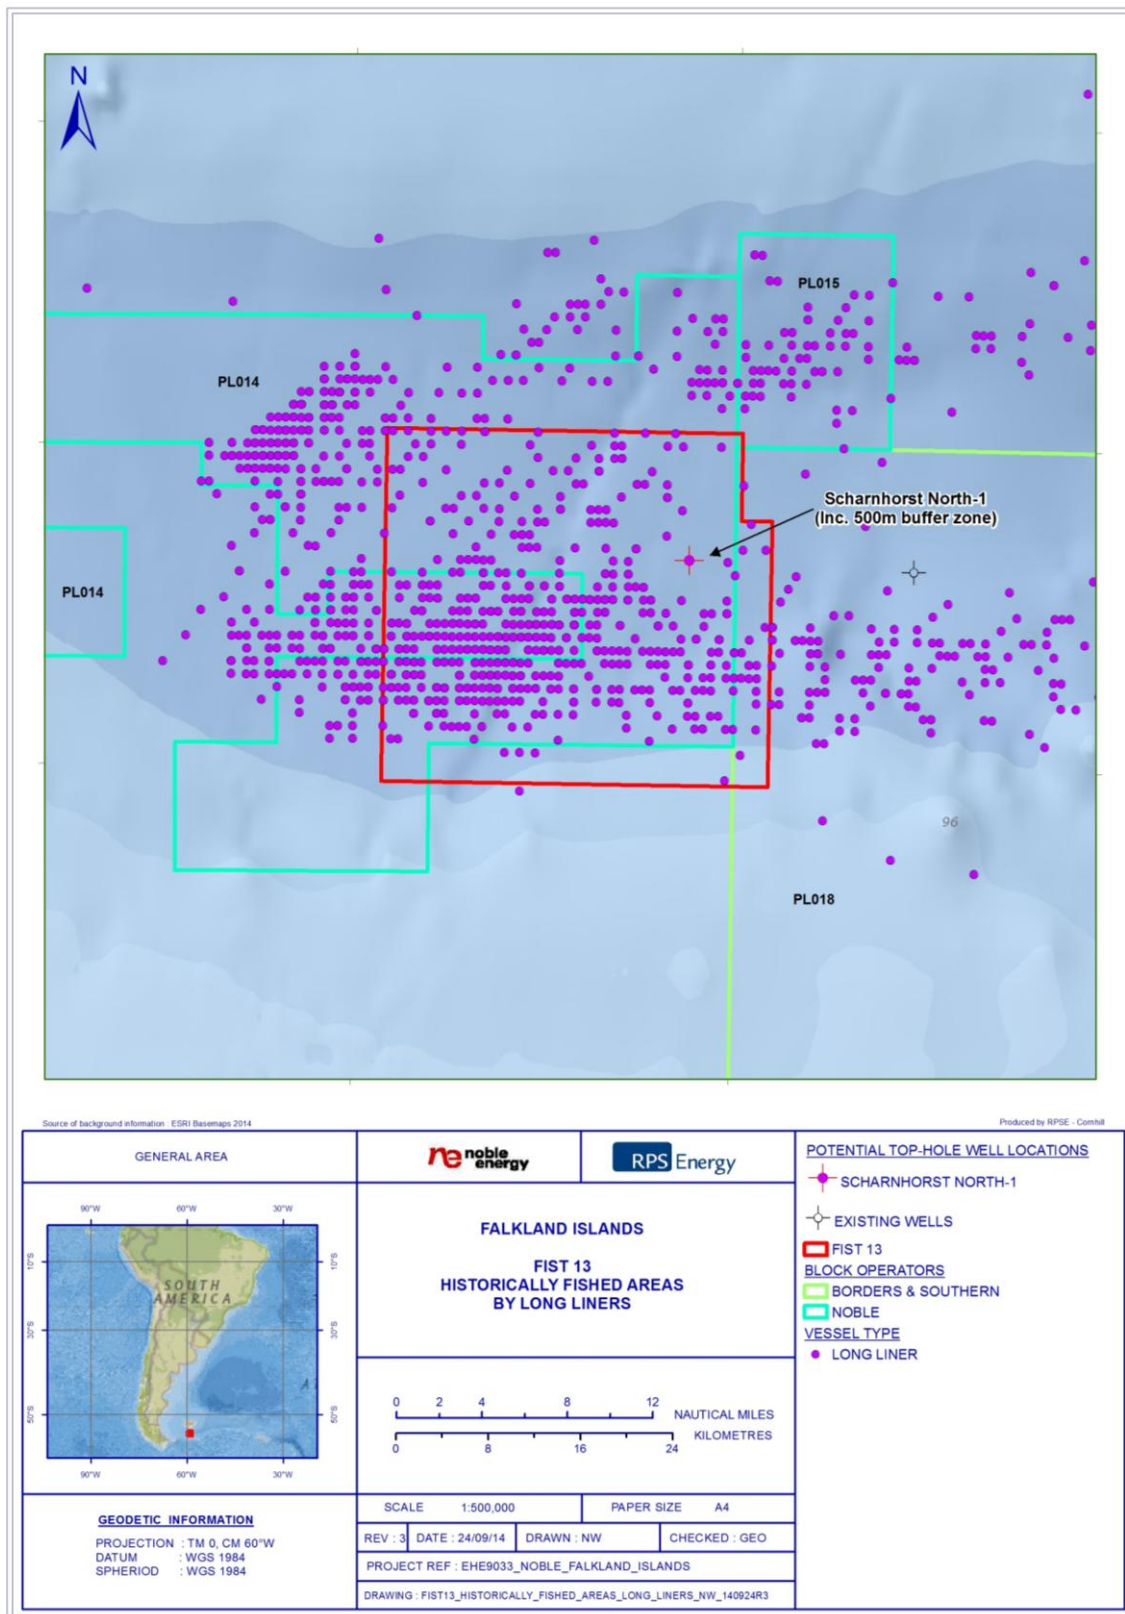 N
PL015
PL014
Scharnhorst North-1
(inc. 500m buffer zone)
PL014
96
PL018
Source of background information : ESRI Basemaps 2014
Produced by RPSE - Cornhill
GENERAL AREA
noble
energy
RPS Energy
POTENTIAL TOP-HOLE WELL LOCATIONS
SCHARNHORST NORTH-1
EXISTING WELLS
FIST 13
BLOCK OPERATORS
BORDERS & SOUTHERN
NOBLE
VESSEL TYPE
LONG LINER
90°W 60°W 30°W
10°S 10°S
SOUTH
AMERICA
30°S 30°S
50°S 50°S
90°W 60°W 30°W
FALKLAND ISLANDS
FIST 13
HISTORICALLY FISHED AREAS
BY LONG LINERS
0 2 4 8 12
NAUTICAL MILES
KILOMETRES
0 8 16 24
GEODETIC INFORMATION
PROJECTION : TM 0, CM 60°W
DATUM : WGS 1984
SPHERIOD : WGS 1984
SCALE 1:500,000 PAPER SIZE A4
REV : 3 DATE : 24/09/14 DRAWN : NW CHECKED : GEO
PROJECT REF : EHE9033_NOBLE_FALKLAND_ISLANDS
DRAWING : FIST13_HISTORICALLY_FISHED_AREAS_LONG_LINERS_NW_140924R3